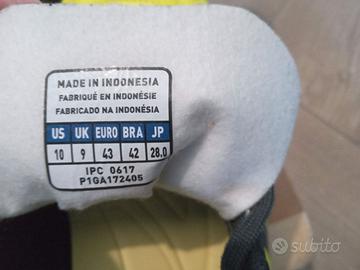 MADE IN INDONESIA
FABRIQUÉ EN INDONÉSIE
FABRICADO NA INDONÉSIA
US UK EURO BRA JP
10 9 43 42 28.0
IPC 0617
P1GA172405
subito